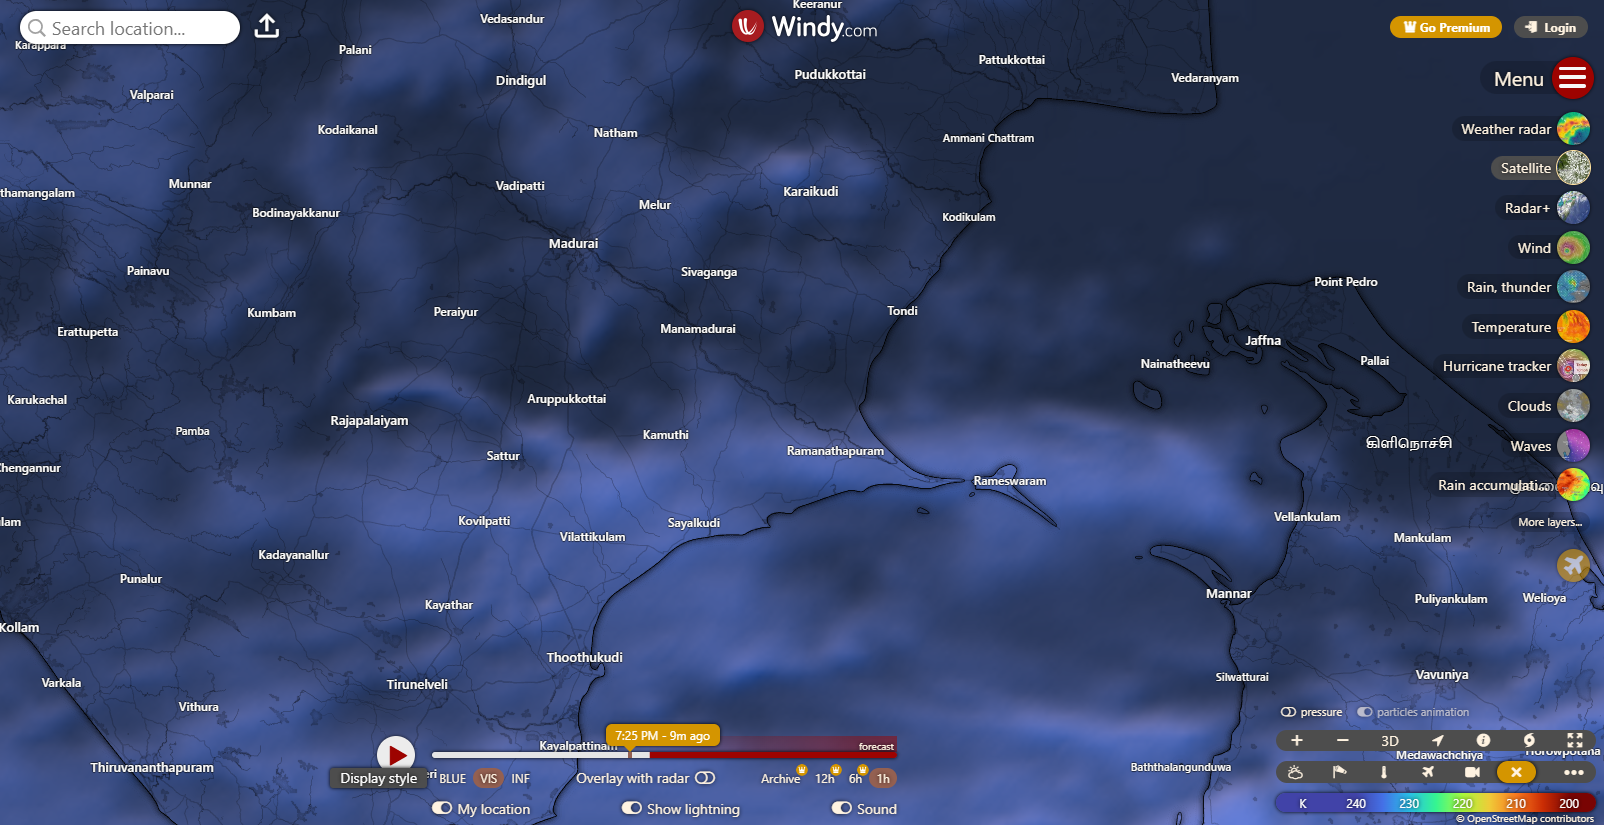 Search location...
Windy.com
Go Premium
Login
Menu
Weather radar
Satellite
Radar+
Wind
Rain, thunder
Temperature
Hurricane tracker
Clouds
Waves
Rain accumulati...
More layers...
Keeranur
Vedasandur
Karappara
Palani
Pattukkottai
Pudukkottai
Vedaranyam
Dindigul
Valparai
Kodaikanal
Natham
Ammani Chattram
Munnar
Vadipatti
Karaikudi
thamangalam
Melur
Bodinayakkanur
Kodikulam
Madurai
Painavu
Sivaganga
Point Pedro
Kumbam
Peraiyur
Tondi
Erattupetta
Manamadurai
Jaffna
Nainatheevu
Pallai
Karukachal
Aruppukkottai
Rajapalaiyam
Pamba
Kamuthi
கிளிநொச்சி
Sattur
Ramanathapuram
Chengannur
Rameswaram
Kovilpatti
Sayalkudi
Vellankulam
lam
Vilattikulam
Mankulam
Kadayanallur
Punalur
Mannar
Kayathar
Puliyankulam
Welioya
Kollam
Thoothukudi
Varkala
Tirunelveli
Silwatturai
Vavuniya
Vithura
Kayalpattinam
Thiruvananthapuram
Baththalangunduwa
Medawachchiya
Horowpotana
7:25 PM - 9m ago
forecast
Display style
eri
BLUE
VIS
INF
Overlay with radar
Archive
12h
6h
1h
My location
Show lightning
Sound
pressure
particles animation
+
−
3D
K 240 230 220 210 200
© OpenStreetMap contributors